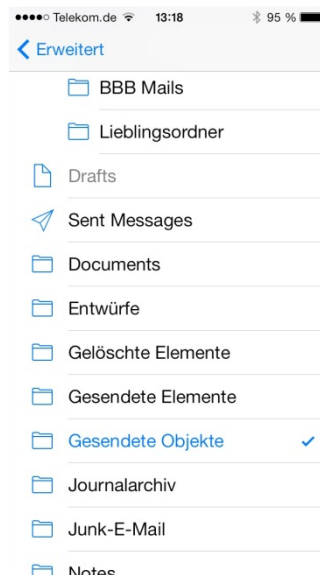 Telekom.de 13:18 95 %
Erweitert
BBB Mails
Lieblingsordner
Drafts
Sent Messages
Documents
Entwürfe
Gelöschte Elemente
Gesendete Elemente
Gesendete Objekte
Journalarchiv
Junk-E-Mail
Notes